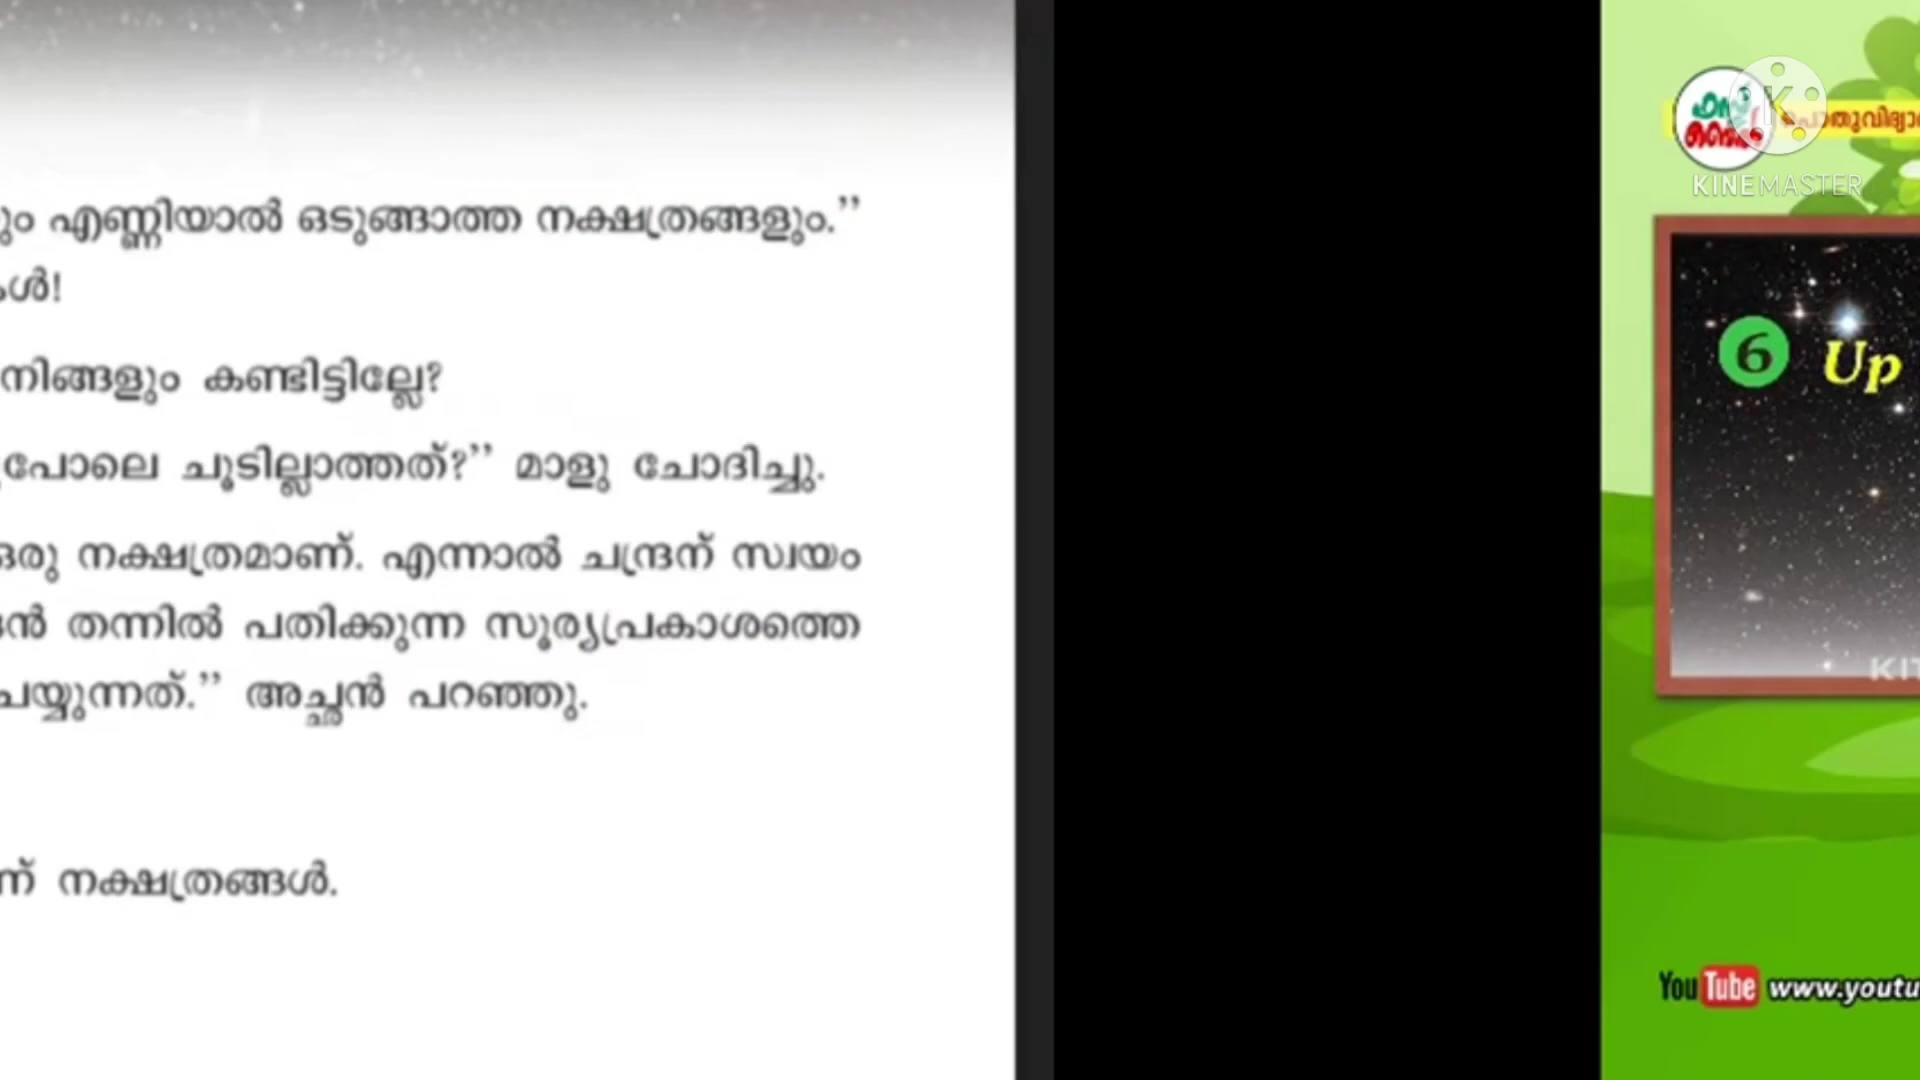 എണ്ണിയാൽ ഒടുങ്ങാത്ത നക്ഷത്രങ്ങളും.’’
നിങ്ങളും കണ്ടിട്ടില്ലേ?
പോലെ ചൂടില്ലാത്തത്?’’ മാളു ചോദിച്ചു.
ഒരു നക്ഷത്രമാണ്. എന്നാൽ ചന്ദ്രന് സ്വയം
തന്നിൽ പതിക്കുന്ന സൂര്യപ്രകാശത്തെ
ചെയ്യുന്നത്.’’ അച്ഛൻ പറഞ്ഞു.
നക്ഷത്രങ്ങൾ.
KINEMASTER
6 Up
YouTube www.youtu